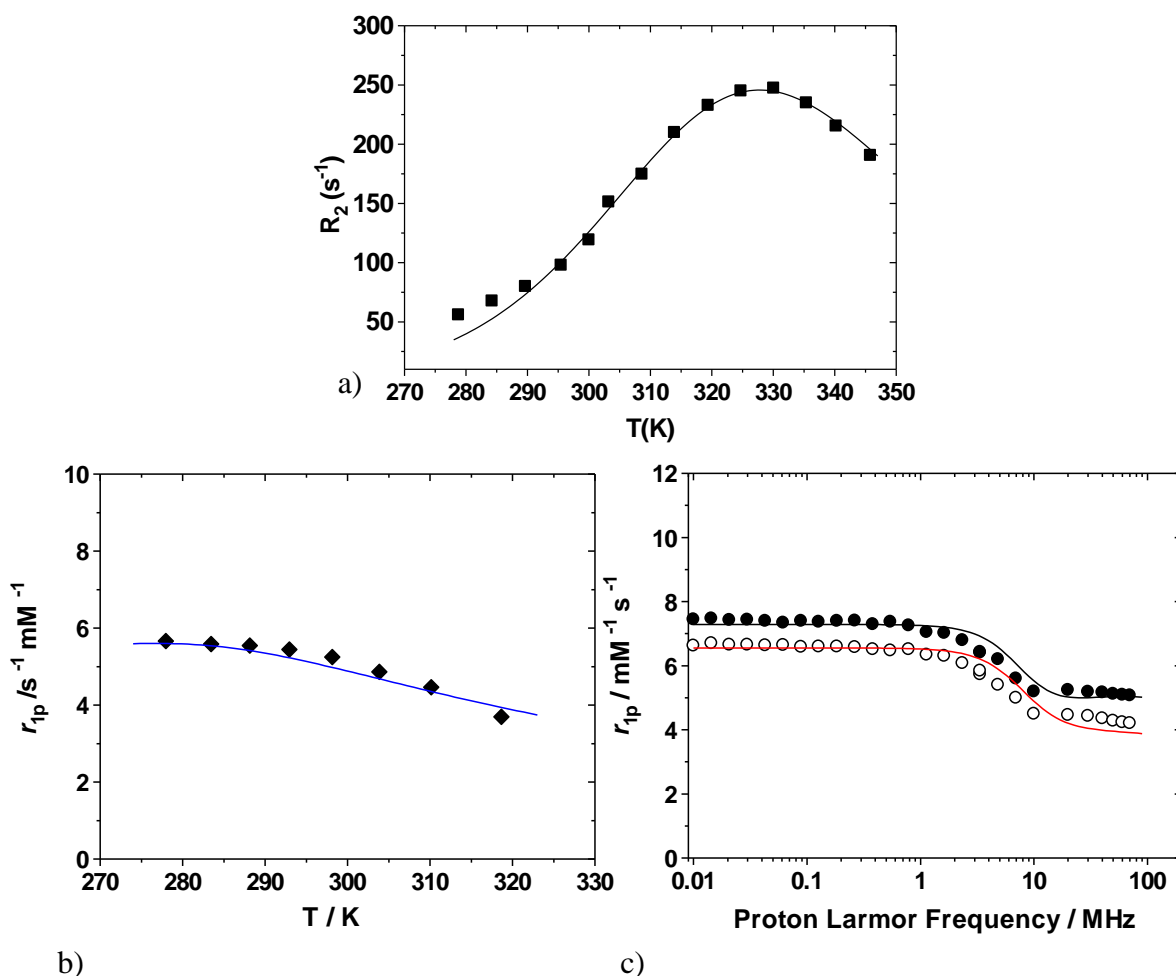 300
250
200
150
100
50
R₂ (s⁻¹)
270 280 290 300 310 320 330 340 350
T(K)
a)
10
8
6
4
2
0
r₁ₚ /s⁻¹ mM⁻¹
270 280 290 300 310 320 330
T / K
b)
12
10
8
6
4
2
0
r₁ₚ / mM⁻¹ s⁻¹
0.01 0.1 1 10 100
Proton Larmor Frequency / MHz
c)